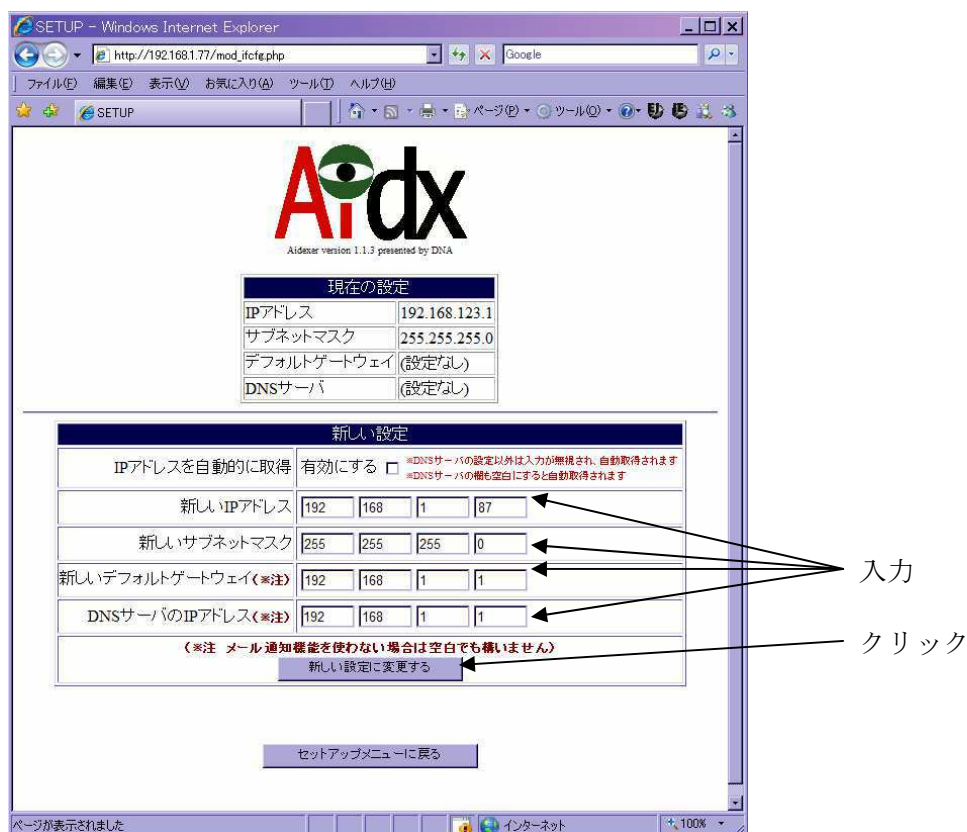 SETUP - Windows Internet Explorer
http://192.168.1.77/mod_ifcfg.php
Google
ファイル(F) 編集(E) 表示(V) お気に入り(A) ツール(T) ヘルプ(H)
SETUP
ページ(P) ツール(O)
Aidx
Aidexer version 1.1.3 presented by DNA
現在の設定
IPアドレス 192.168.123.1
サブネットマスク 255.255.255.0
デフォルトゲートウェイ (設定なし)
DNSサーバ (設定なし)
新しい設定
IPアドレスを自動的に取得 有効にする
※DNSサーバの設定以外は入力が無視され、自動取得されます
※DNSサーバの欄も空白にすると自動取得されます
新しいIPアドレス 192 168 1 87
新しいサブネットマスク 255 255 255 0
新しいデフォルトゲートウェイ(※注) 192 168 1 1
DNSサーバのIPアドレス(※注) 192 168 1 1
入力
(※注 メール通知機能を使わない場合は空白でも構いません)
新しい設定に変更する
クリック
セットアップメニューに戻る
ページが表示されました インターネット 100%